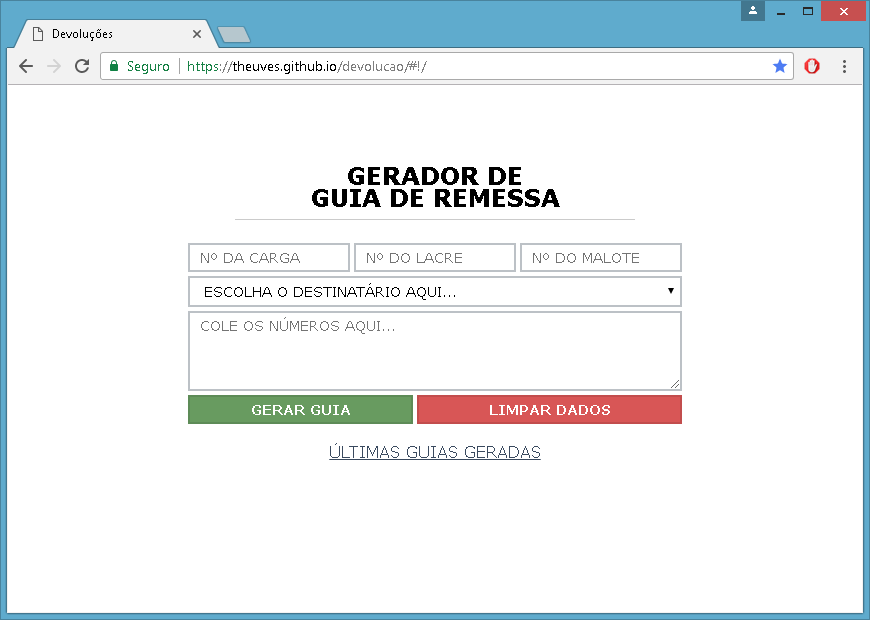 Devoluções
Seguro https://theuves.github.io/devolucao/#!/
GERADOR DE
GUIA DE REMESSA
Nº DA CARGA Nº DO LACRE Nº DO MALOTE
ESCOLHA O DESTINATÁRIO AQUI...
COLE OS NÚMEROS AQUI...
GERAR GUIA LIMPAR DADOS
ÚLTIMAS GUIAS GERADAS